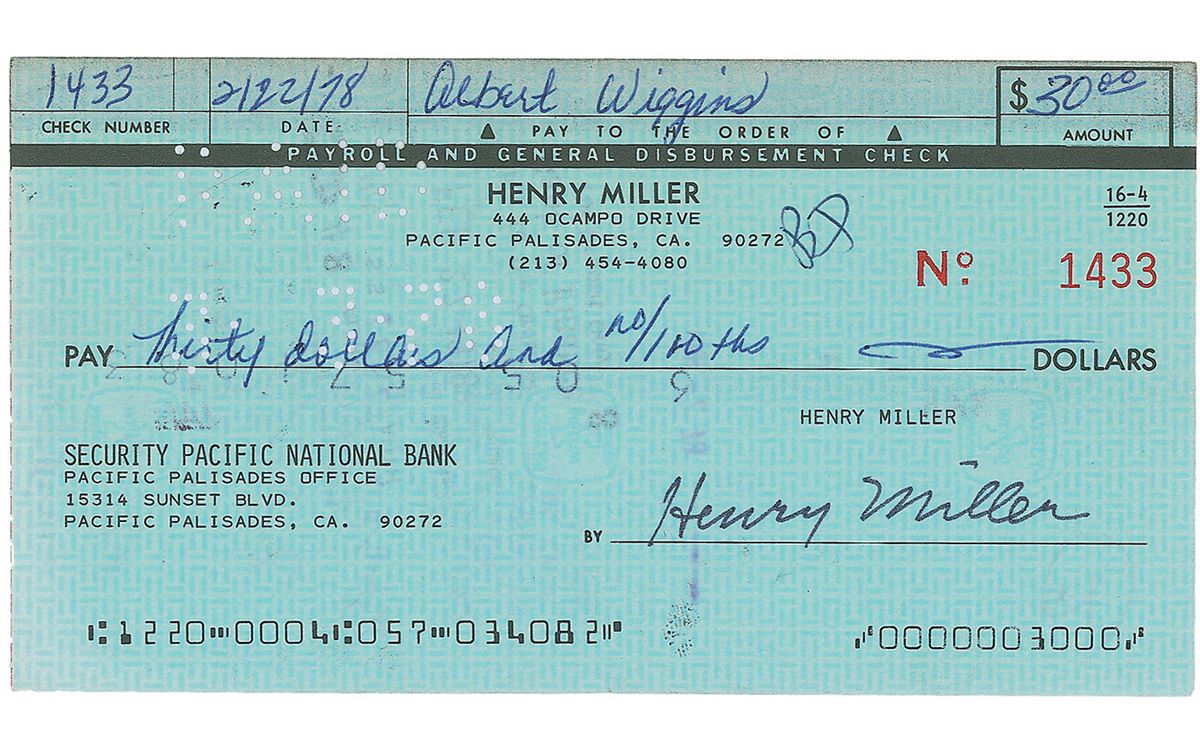 1433 2/22/78 Albert Wiggins $30 00
CHECK NUMBER DATE PAY TO THE ORDER OF AMOUNT
PAYROLL AND GENERAL DISBURSEMENT CHECK
HENRY MILLER
444 OCAMPO DRIVE
PACIFIC PALISADES, CA. 90272
(213) 454-4080
16-4
1220
Nº. 1433
PAY Thirty dollars and no/100ths DOLLARS
HENRY MILLER
SECURITY PACIFIC NATIONAL BANK
PACIFIC PALISADES OFFICE
15314 SUNSET BLVD.
PACIFIC PALISADES, CA. 90272
BY Henry Miller
⑆1220⑉0004⑆057⑉034082⑈ ⑇0000003000⑇